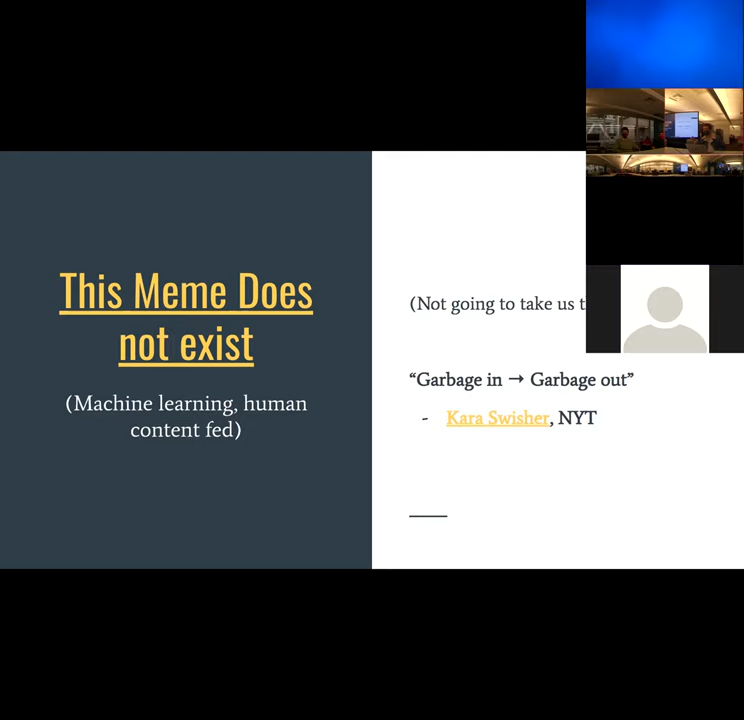 This Meme Does
not exist
(Machine learning, human
content fed)
(Not going to take us
“Garbage in → Garbage out”
- Kara Swisher, NYT